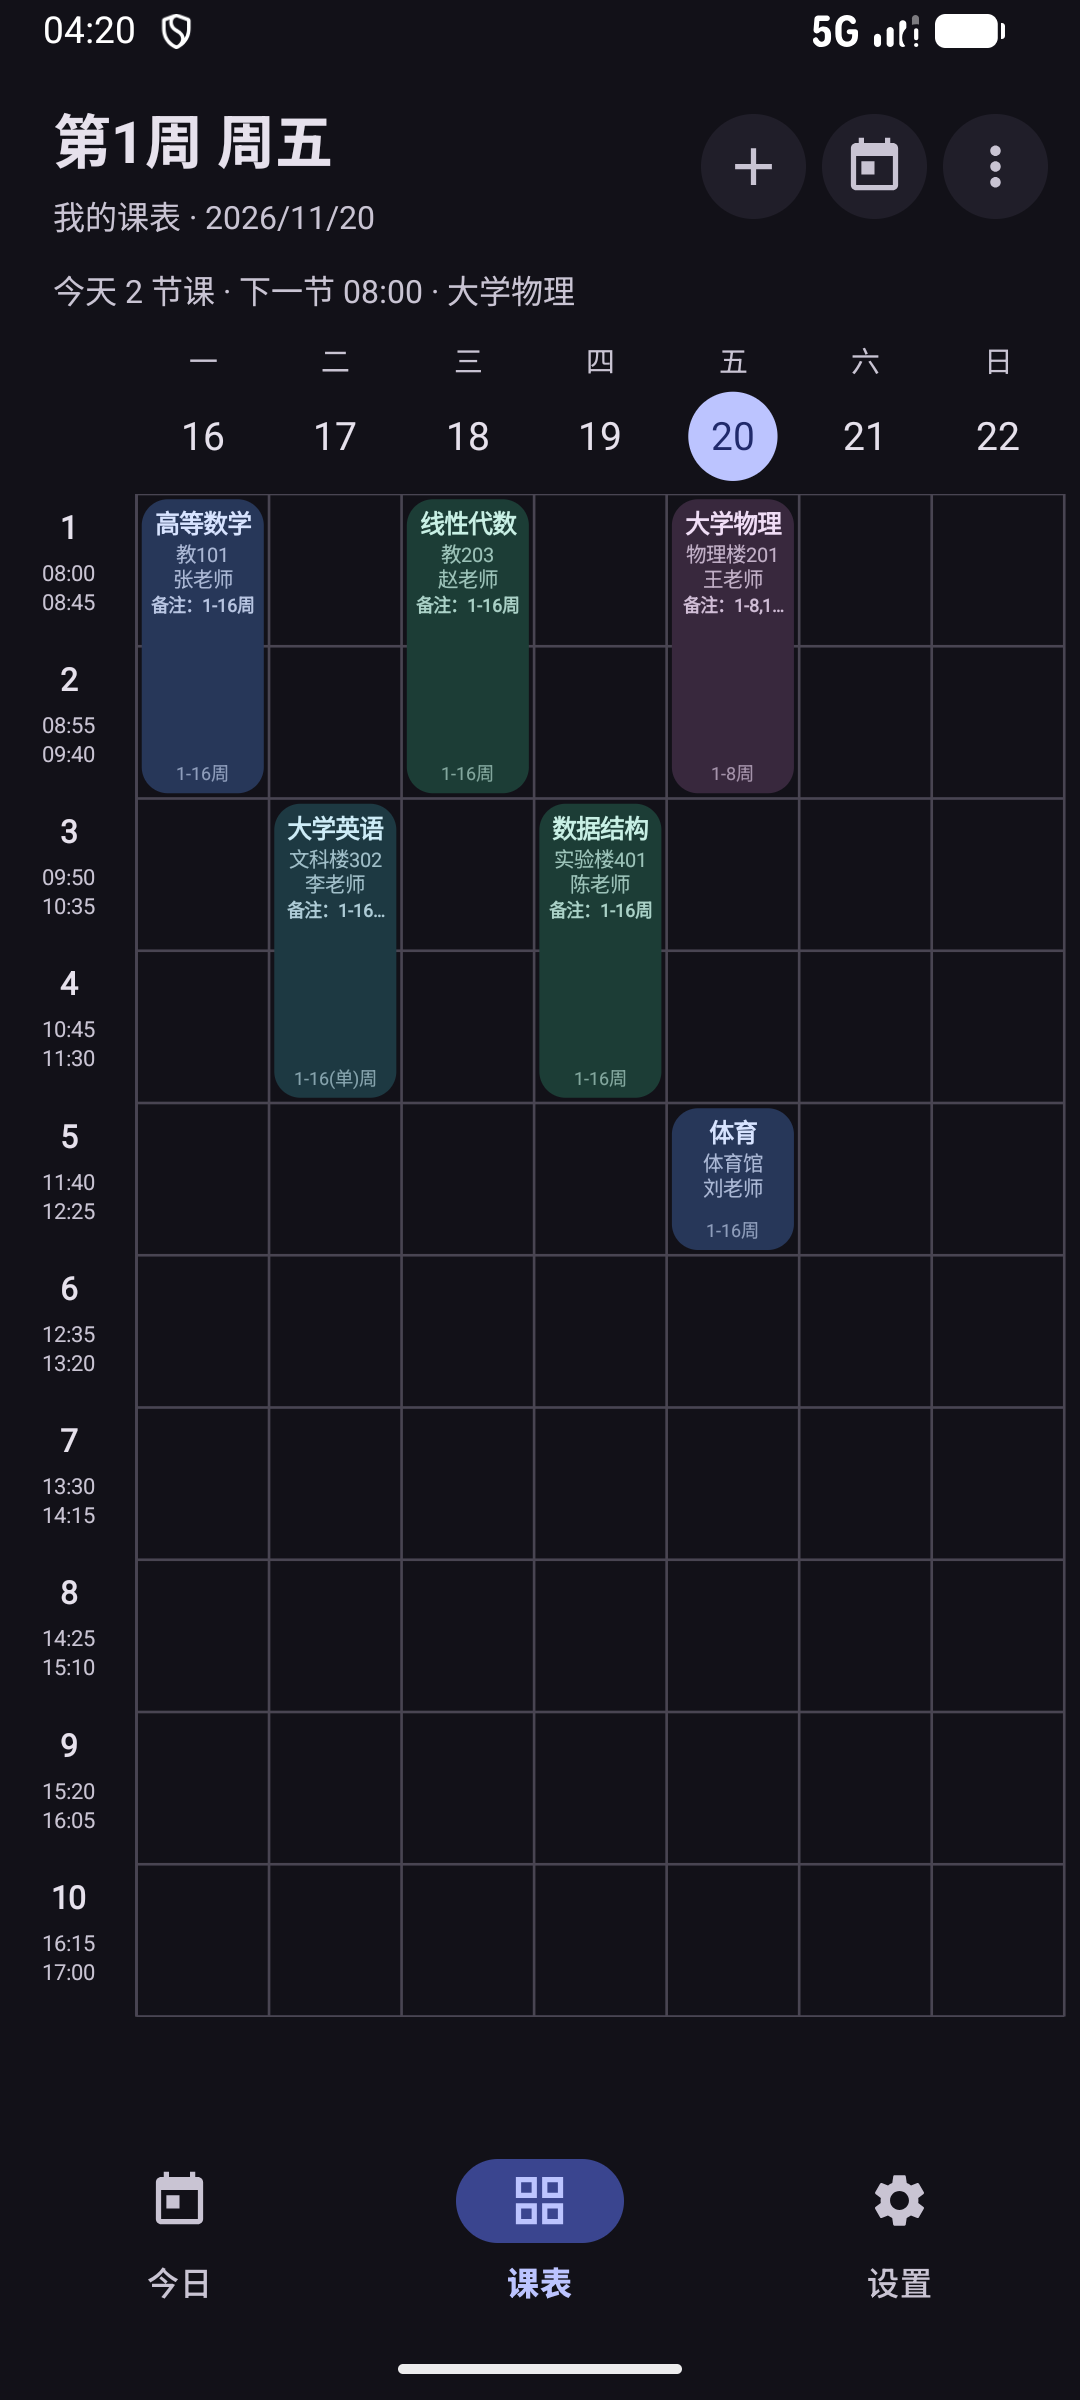 04:20
5G
第1周 周五
我的课表 · 2026/11/20
今天 2 节课 · 下一节 08:00 · 大学物理
一 二 三 四 五 六 日
16 17 18 19 20 21 22
1
08:00
08:45
高等数学
教101
张老师
备注：1-16周
1-16周
线性代数
教203
赵老师
备注：1-16周
1-16周
大学物理
物理楼201
王老师
备注：1-8,1...
1-8周
2
08:55
09:40
3
09:50
10:35
大学英语
文科楼302
李老师
备注：1-16...
1-16(单)周
数据结构
实验楼401
陈老师
备注：1-16周
1-16周
4
10:45
11:30
5
11:40
12:25
体育
体育馆
刘老师
1-16周
6
12:35
13:20
7
13:30
14:15
8
14:25
15:10
9
15:20
16:05
10
16:15
17:00
今日 课表 设置